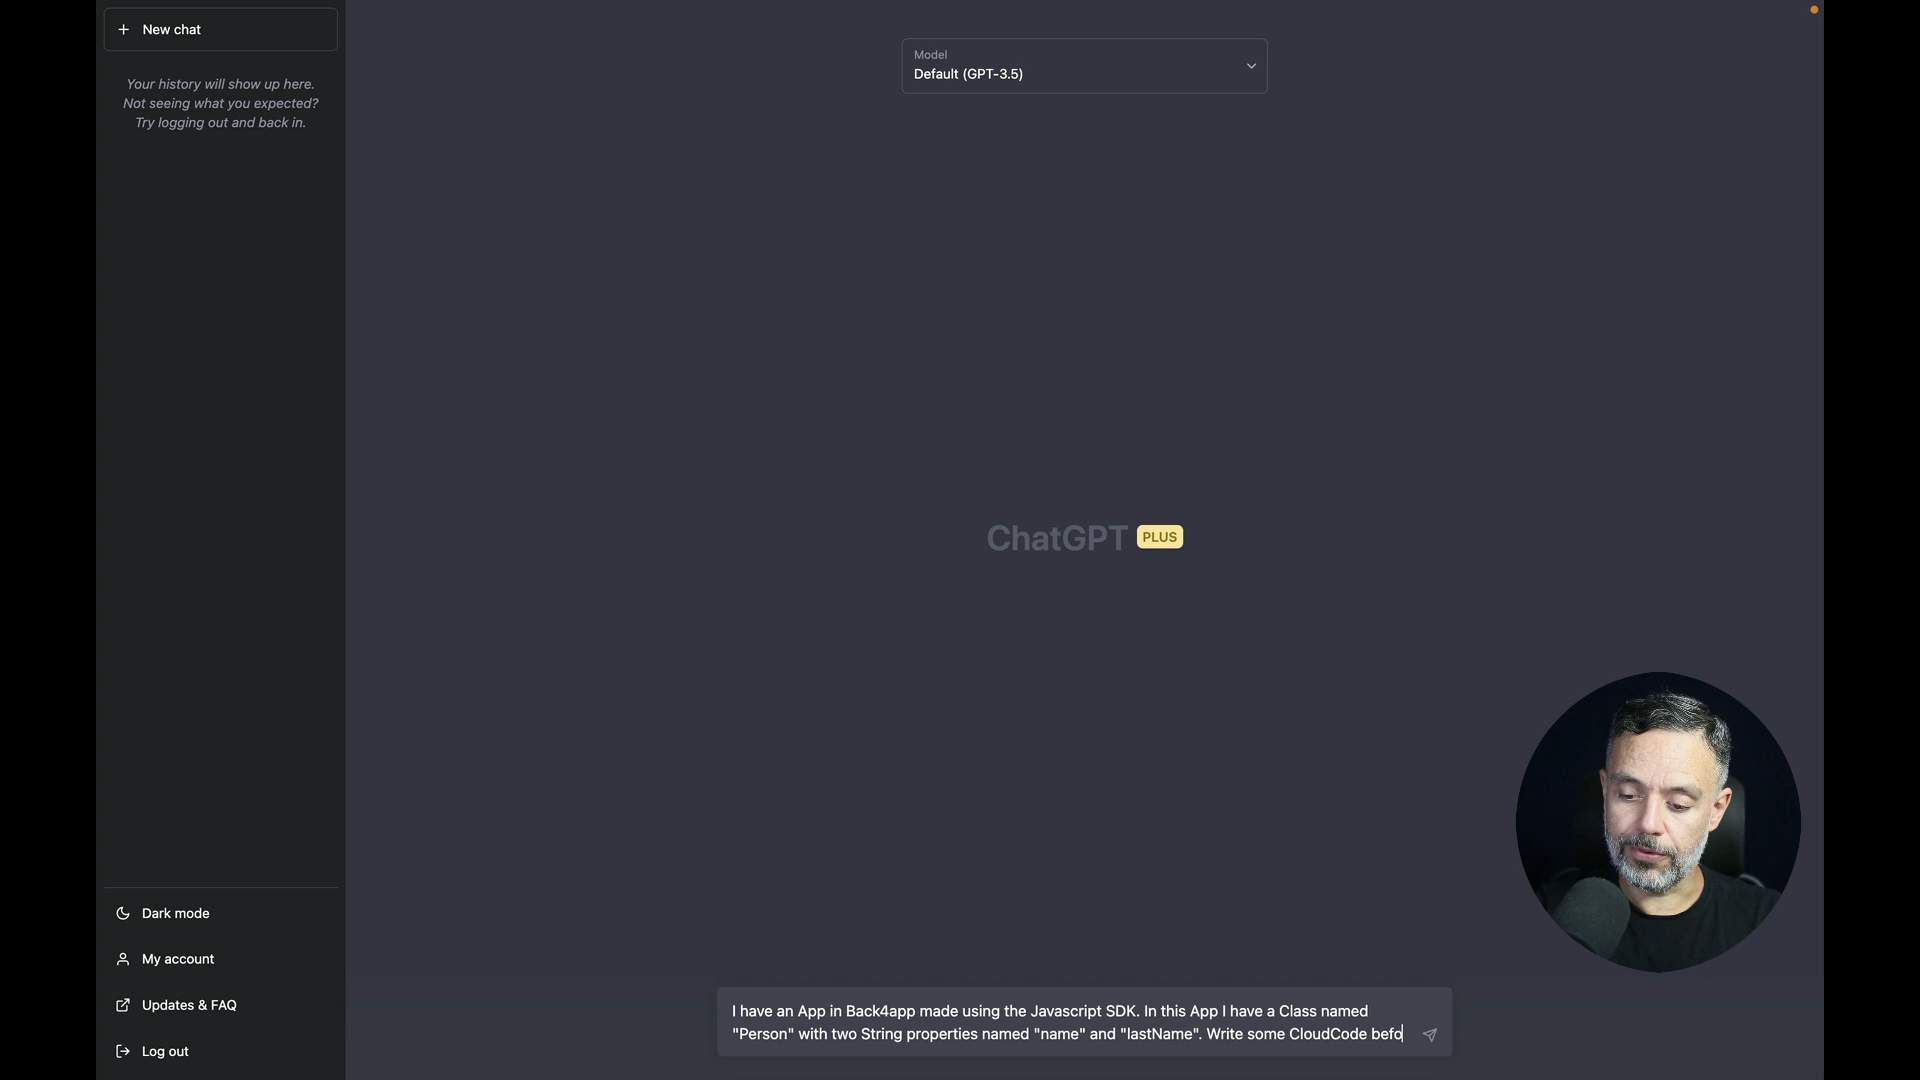 New chat
Your history will show up here.
Not seeing what you expected?
Try logging out and back in.
Model
Default (GPT-3.5)
ChatGPT PLUS
Dark mode
My account
Updates & FAQ
Log out
I have an App in Back4app made using the Javascript SDK. In this App I have a Class named
"Person" with two String properties named "name" and "lastName". Write some CloudCode befo